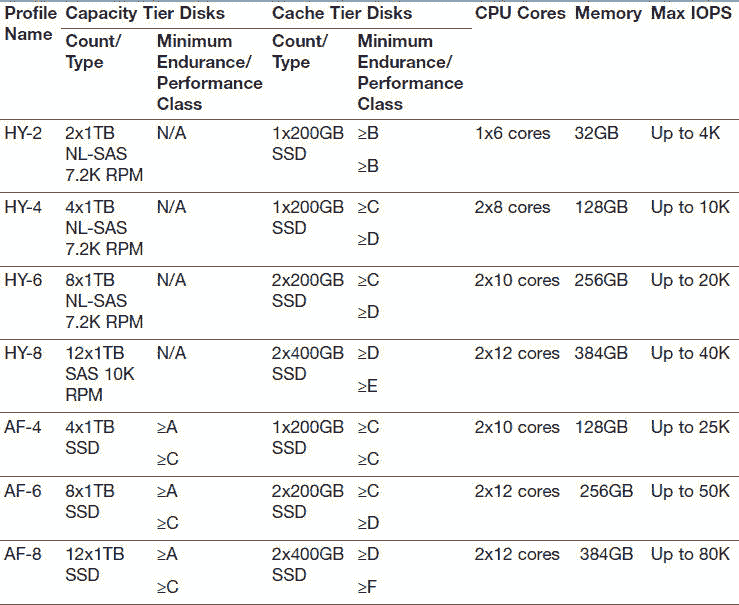 Profile Name Capacity Tier Disks Cache Tier Disks CPU Cores Memory Max IOPS
Count/ Type Minimum Endurance/ Performance Class Count/ Type Minimum Endurance/ Performance Class
HY-2 2x1TB NL-SAS 7.2K RPM N/A 1x200GB SSD ≥B ≥B 1x6 cores 32GB Up to 4K
HY-4 4x1TB NL-SAS 7.2K RPM N/A 1x200GB SSD ≥C ≥D 2x8 cores 128GB Up to 10K
HY-6 8x1TB NL-SAS 7.2K RPM N/A 2x200GB SSD ≥C ≥D 2x10 cores 256GB Up to 20K
HY-8 12x1TB SAS 10K RPM N/A 2x400GB SSD ≥D ≥E 2x12 cores 384GB Up to 40K
AF-4 4x1TB SSD ≥A ≥C 1x200GB SSD ≥C ≥C 2x10 cores 128GB Up to 25K
AF-6 8x1TB SSD ≥A ≥C 2x200GB SSD ≥C ≥D 2x12 cores 256GB Up to 50K
AF-8 12x1TB SSD ≥A ≥C 2x400GB SSD ≥D ≥F 2x12 cores 384GB Up to 80K